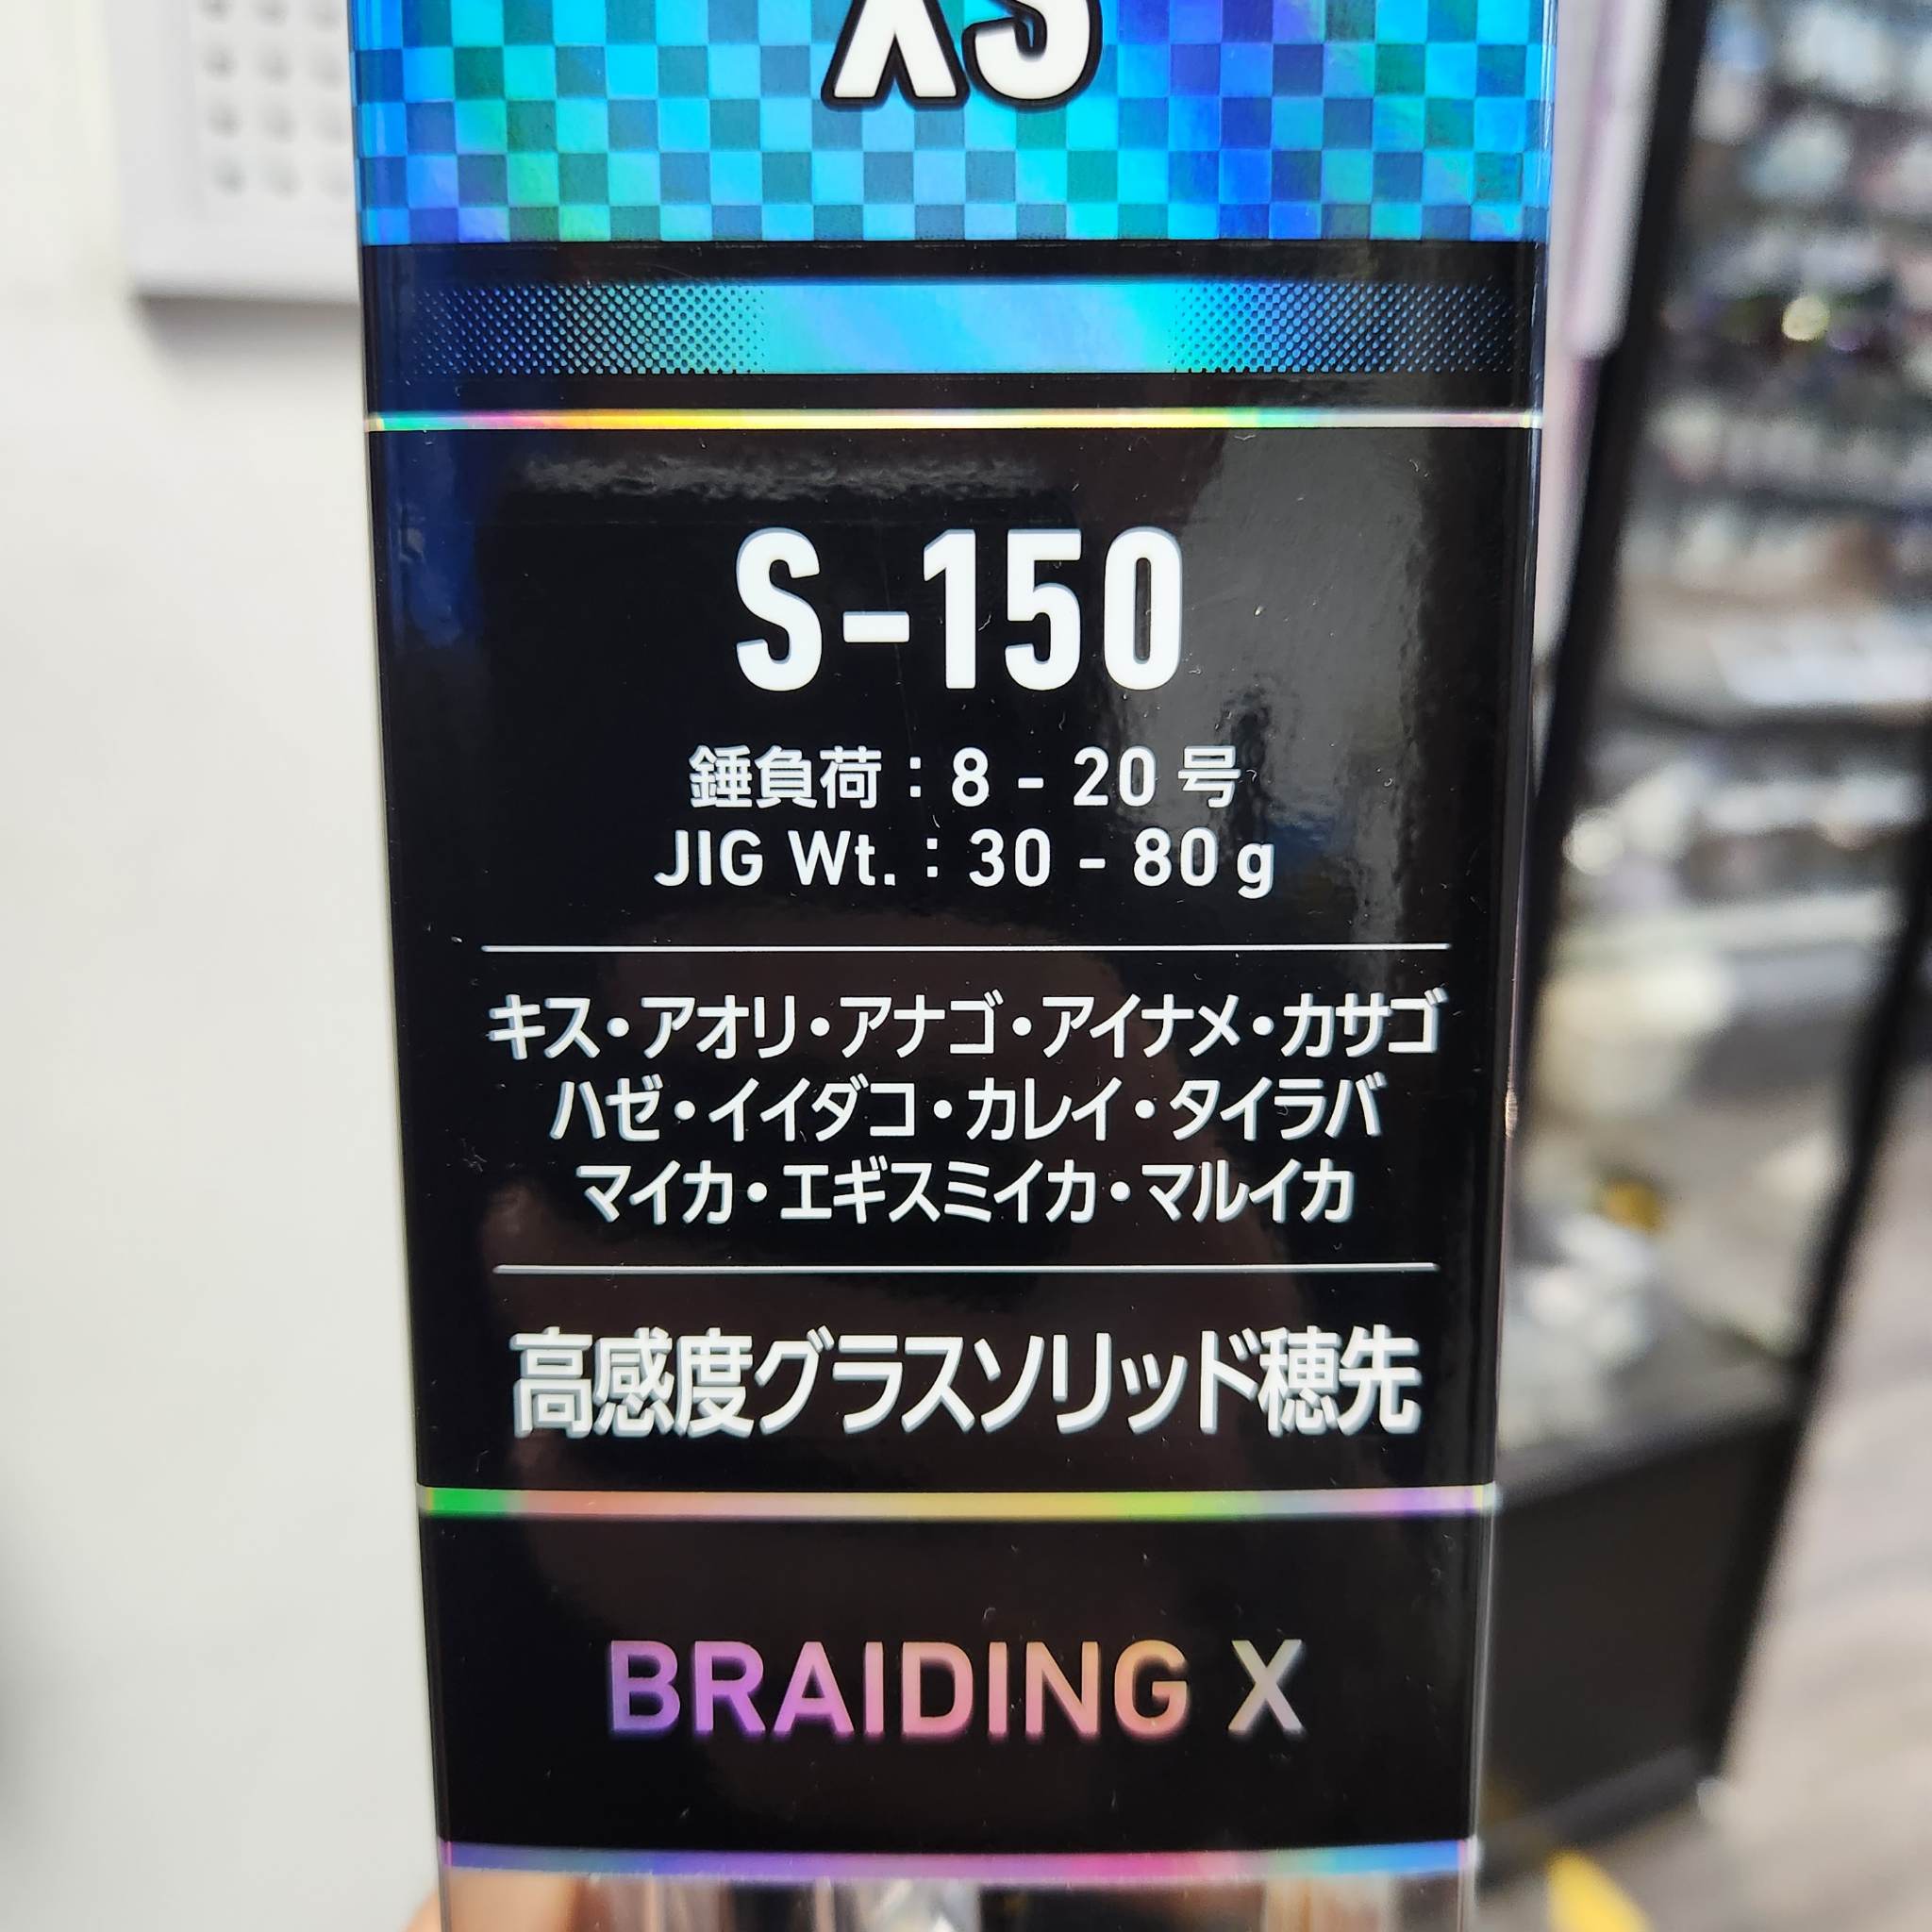 XS
S-150
錘負荷：8 - 20号
JIG Wt.：30 - 80g
キス・アオリ・アナゴ・アイナメ・カサゴ
ハゼ・イイダコ・カレイ・タイラバ
マイカ・エギスミイカ・マルイカ
高感度グラスソリッド穂先
BRAIDING X